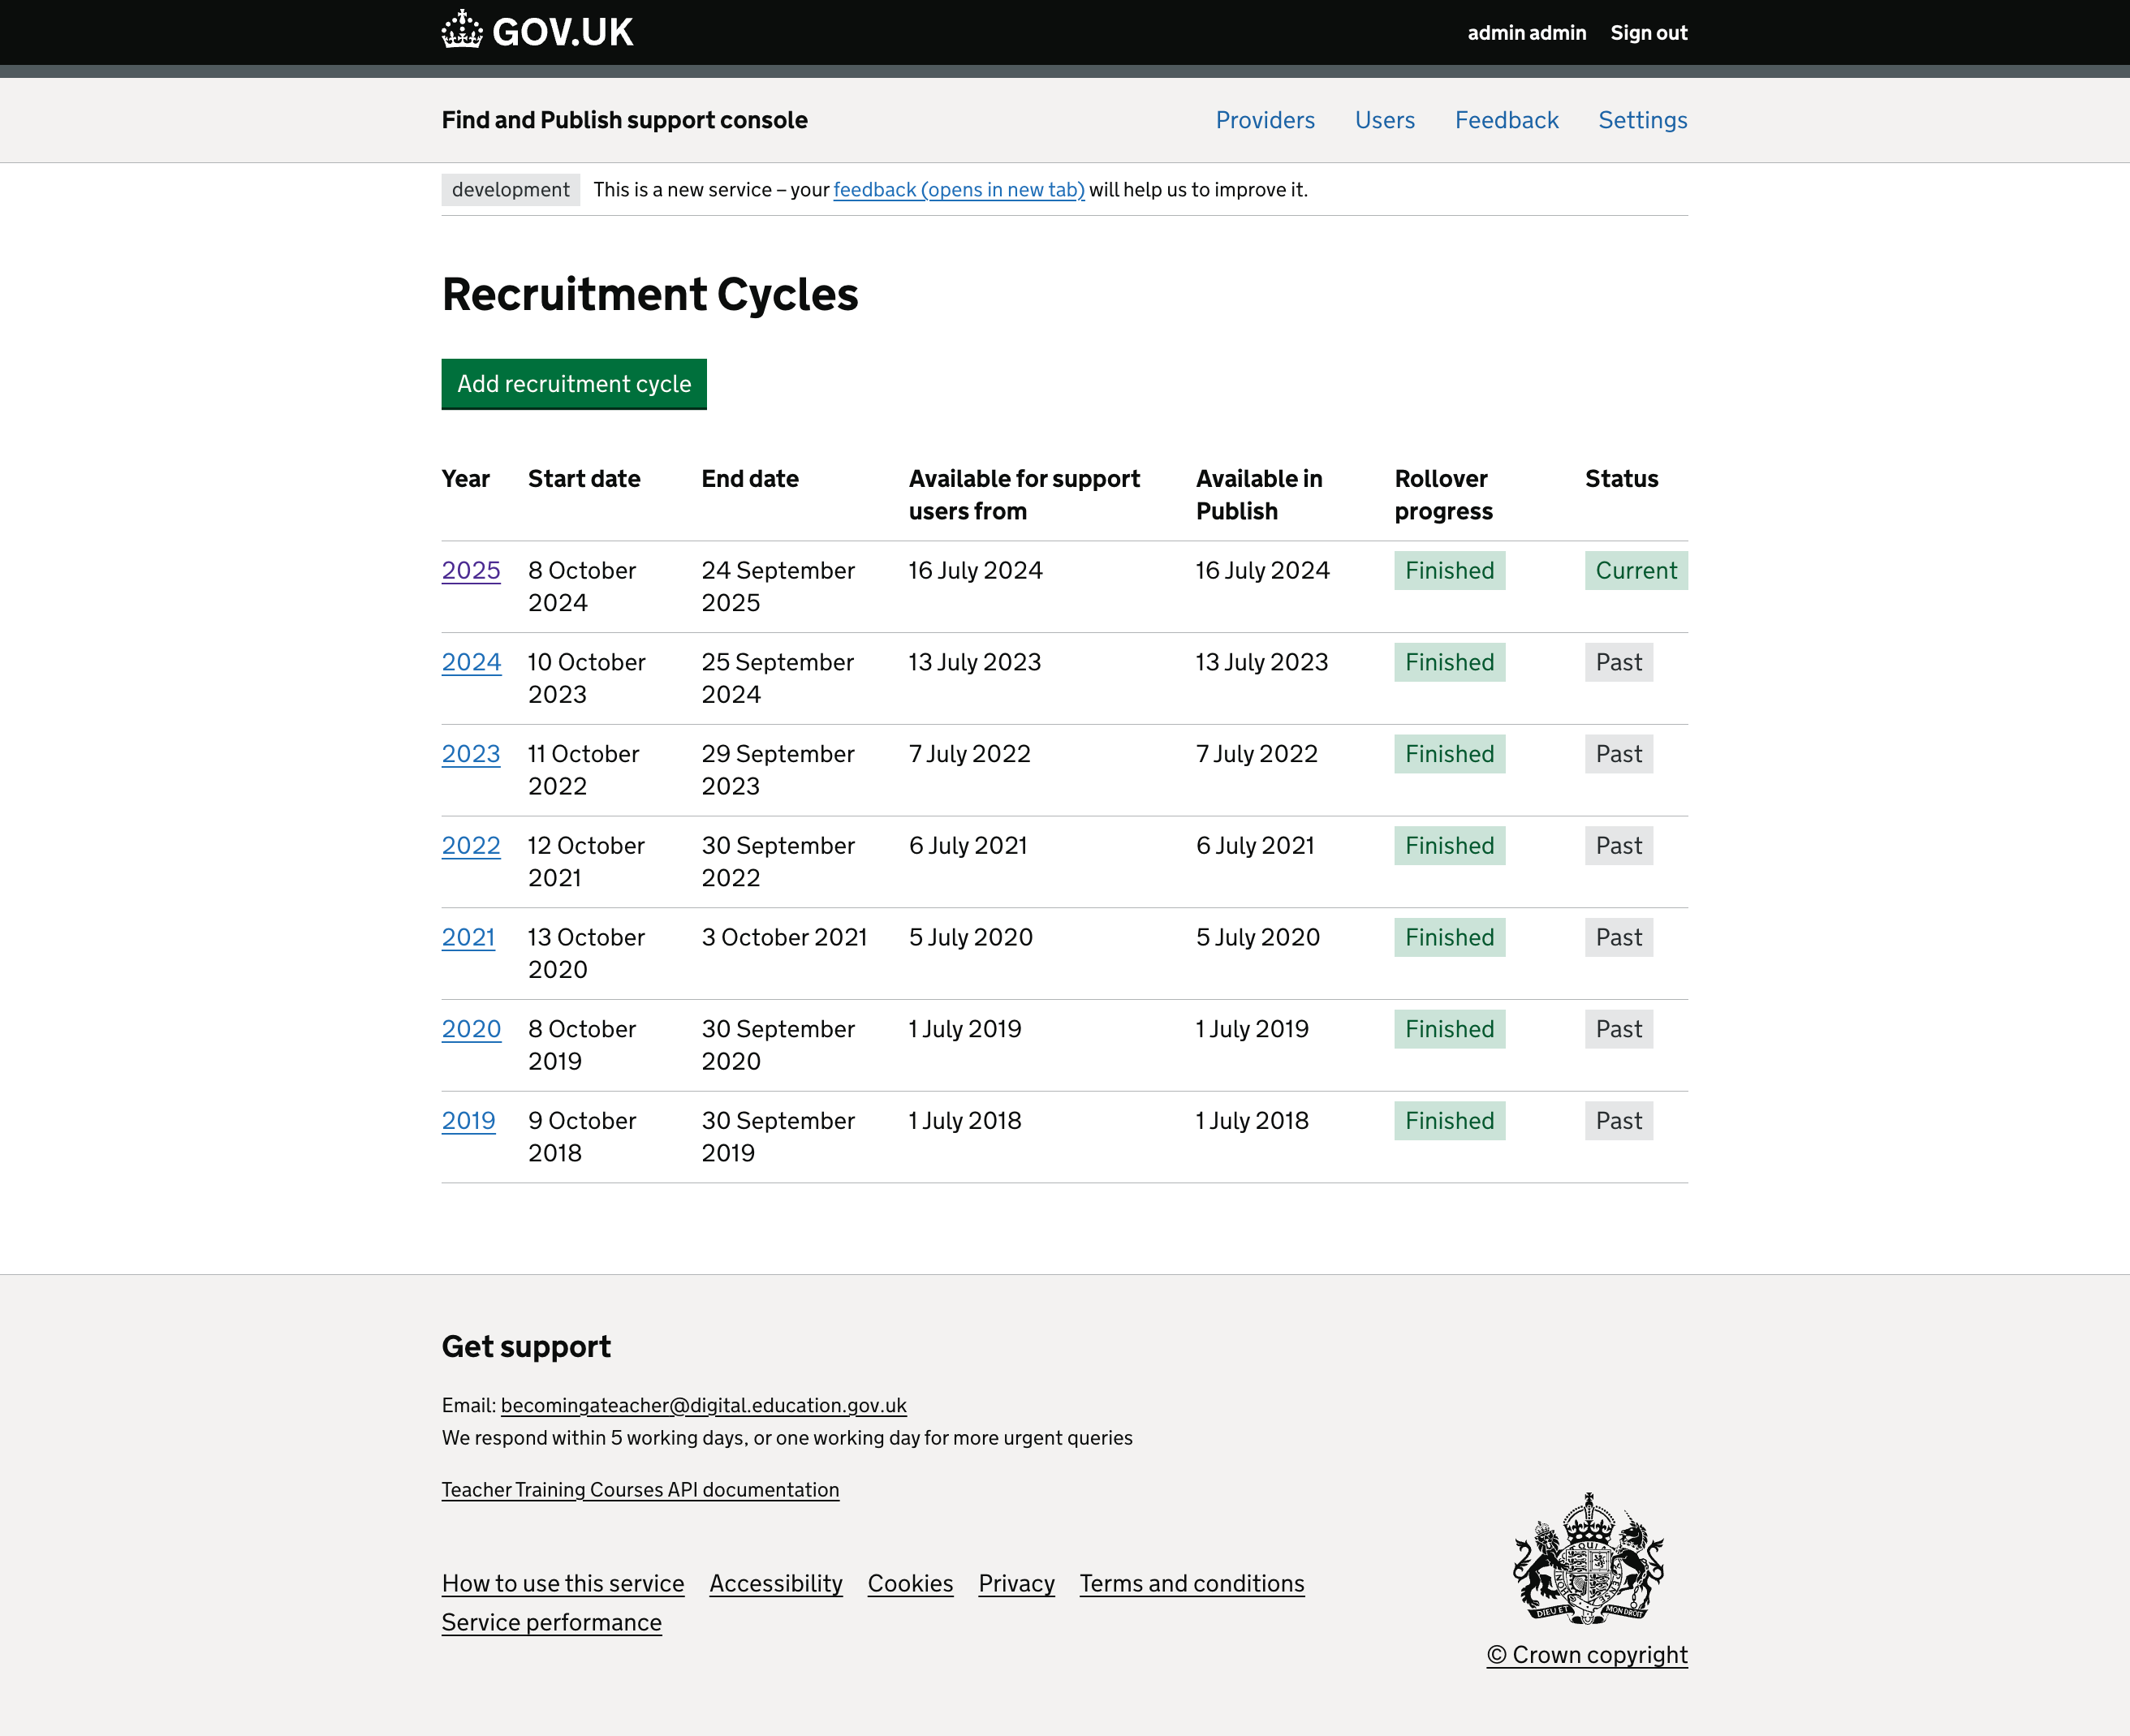 GOV.UK
admin admin Sign out
Find and Publish support console
Providers Users Feedback Settings
development This is a new service – your feedback (opens in new tab) will help us to improve it.
Recruitment Cycles
Add recruitment cycle
Year Start date End date Available for support users from Available in Publish Rollover progress Status
2025 8 October 2024 24 September 2025 16 July 2024 16 July 2024 Finished Current
2024 10 October 2023 25 September 2024 13 July 2023 13 July 2023 Finished Past
2023 11 October 2022 29 September 2023 7 July 2022 7 July 2022 Finished Past
2022 12 October 2021 30 September 2022 6 July 2021 6 July 2021 Finished Past
2021 13 October 2020 3 October 2021 5 July 2020 5 July 2020 Finished Past
2020 8 October 2019 30 September 2020 1 July 2019 1 July 2019 Finished Past
2019 9 October 2018 30 September 2019 1 July 2018 1 July 2018 Finished Past
Get support
Email: becomingateacher@digital.education.gov.uk
We respond within 5 working days, or one working day for more urgent queries
Teacher Training Courses API documentation
How to use this service Accessibility Cookies Privacy Terms and conditions
Service performance
DIEU ET MON DROIT
© Crown copyright